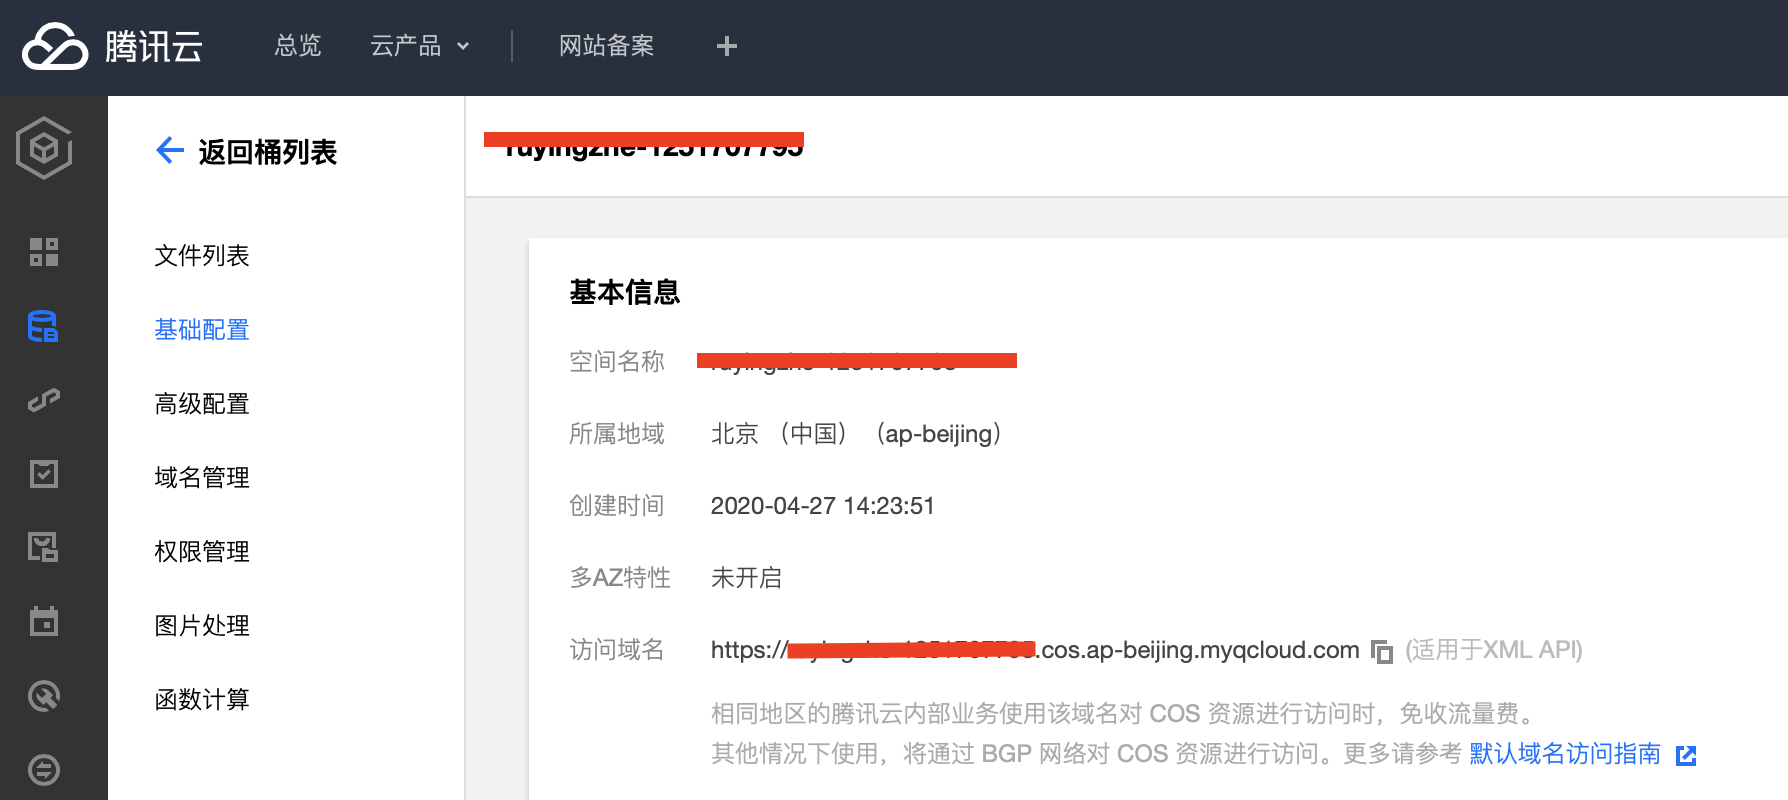 腾讯云
总览
云产品
网站备案
返回桶列表
文件列表
基础配置
高级配置
域名管理
权限管理
图片处理
函数计算
基本信息
空间名称
所属地域 北京 （中国）（ap-beijing）
创建时间 2020-04-27 14:23:51
多AZ特性 未开启
访问域名 https:// .cos.ap-beijing.myqcloud.com (适用于XML API)
相同地区的腾讯云内部业务使用该域名对 COS 资源进行访问时，免收流量费。
其他情况下使用，将通过 BGP 网络对 COS 资源进行访问。更多请参考 默认域名访问指南